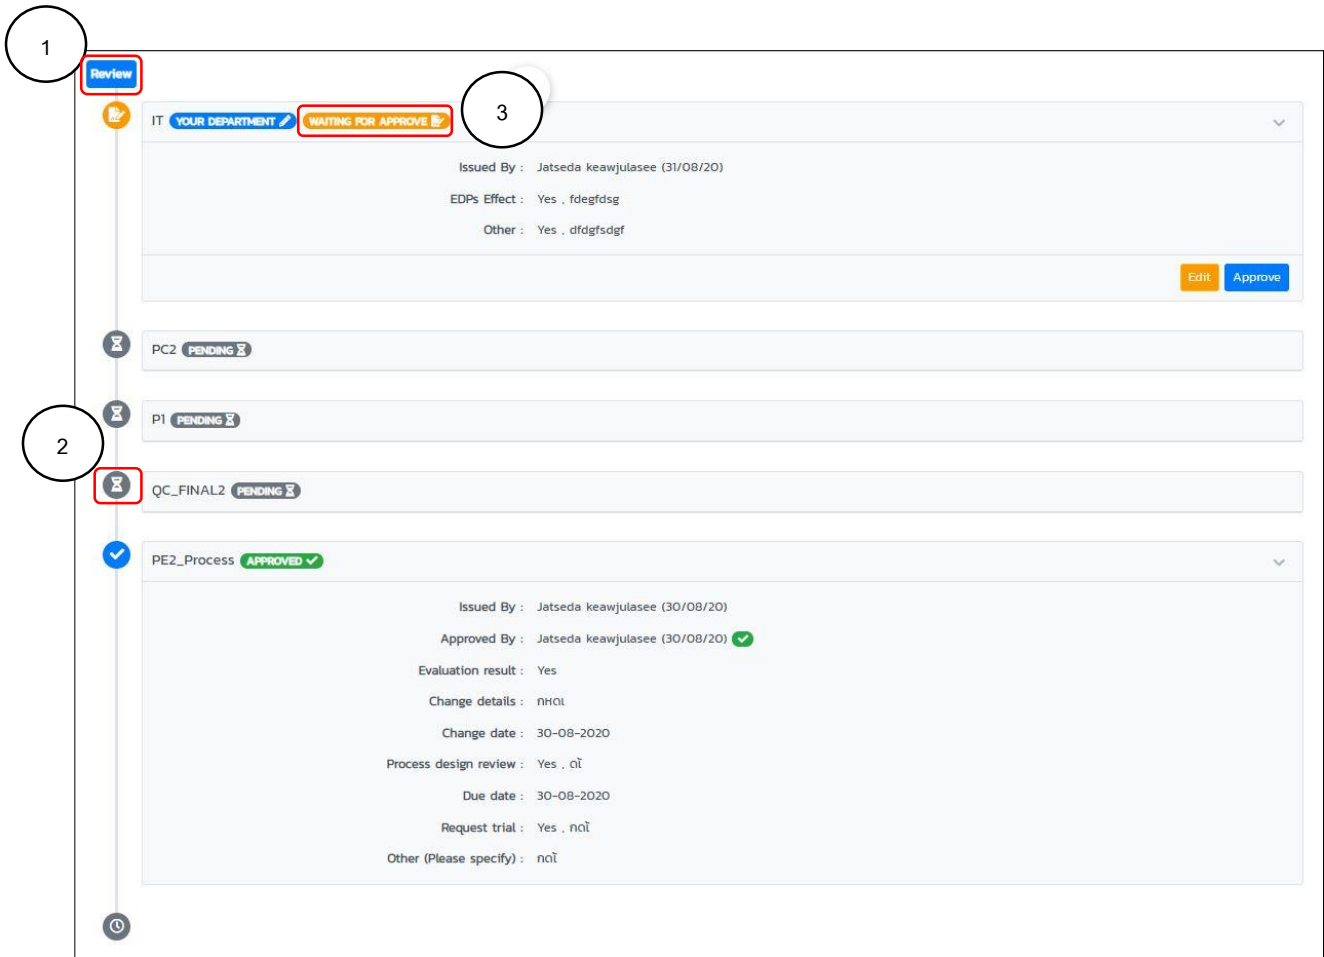 1
Review
3
IT YOUR DEPARTMENT WAITING FOR APPROVE
Issued By : Jatseda keawjulasee (31/08/20)
EDPs Effect : Yes , fdegfdsg
Other : Yes , dfdgfsdgf
Edit Approve
PC2 PENDING
P1 PENDING
2
QC_FINAL2 PENDING
PE2_Process APPROVED
Issued By : Jatseda keawjulasee (30/08/20)
Approved By : Jatseda keawjulasee (30/08/20)
Evaluation result : Yes
Change details : กหดเ
Change date : 30-08-2020
Process design review : Yes , ดไ้
Due date : 30-08-2020
Request trial : Yes , กดไ้
Other (Please specify) : กดไ้